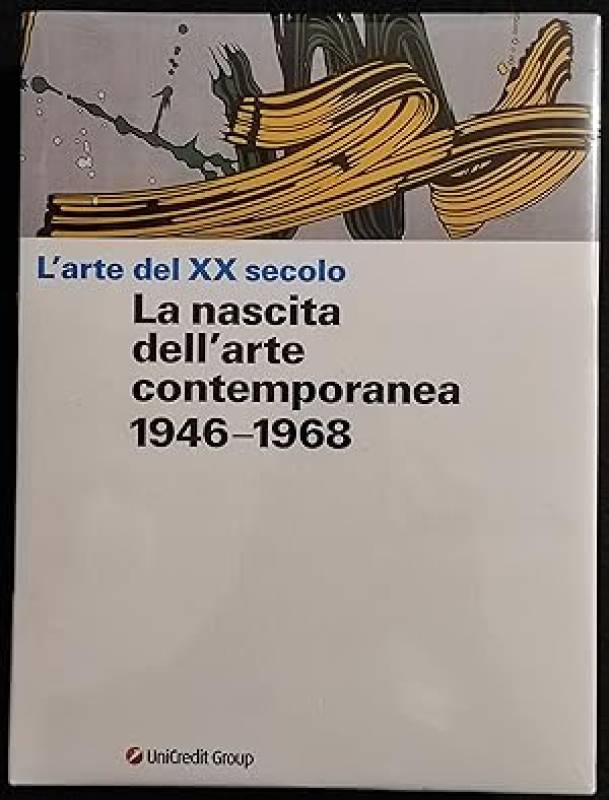 L'arte del XX secolo
La nascita
dell'arte
contemporanea
1946–1968
UniCredit Group